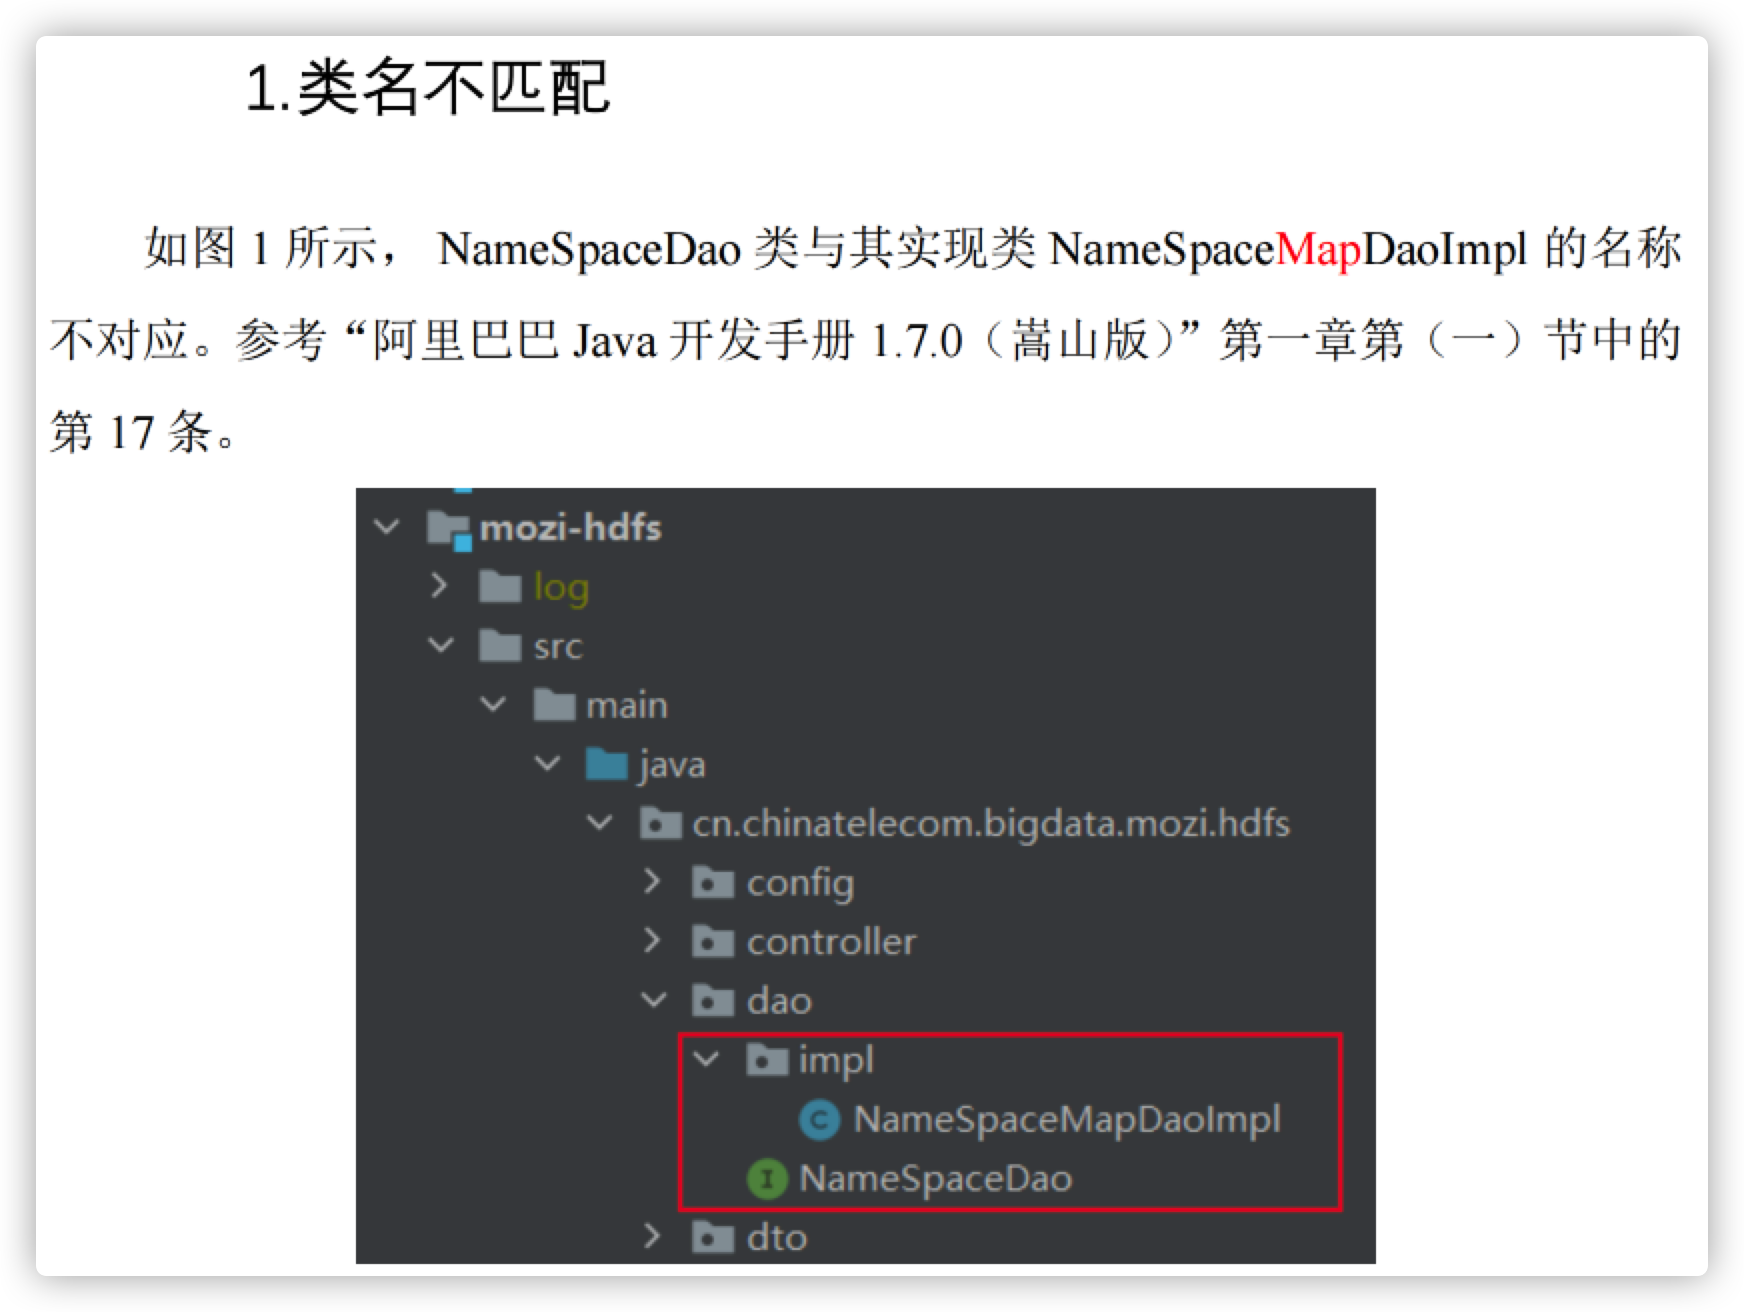 1.类名不匹配
如图 1 所示， NameSpaceDao 类与其实现类 NameSpaceMapDaoImpl 的名称
不对应。参考“阿里巴巴 Java 开发手册 1.7.0（嵩山版）”第一章第（一）节中的
第 17 条。
mozi-hdfs
log
src
main
java
cn.chinatelecom.bigdata.mozi.hdfs
config
controller
dao
impl
C NameSpaceMapDaoImpl
I NameSpaceDao
dto